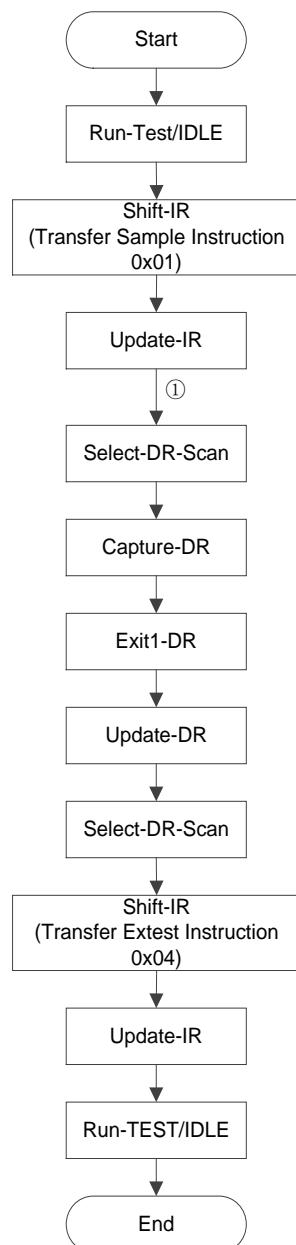 Start
Run-Test/IDLE
Shift-IR
(Transfer Sample Instruction
0x01)
Update-IR
①
Select-DR-Scan
Capture-DR
Exit1-DR
Update-DR
Select-DR-Scan
Shift-IR
(Transfer Extest Instruction
0x04)
Update-IR
Run-TEST/IDLE
End